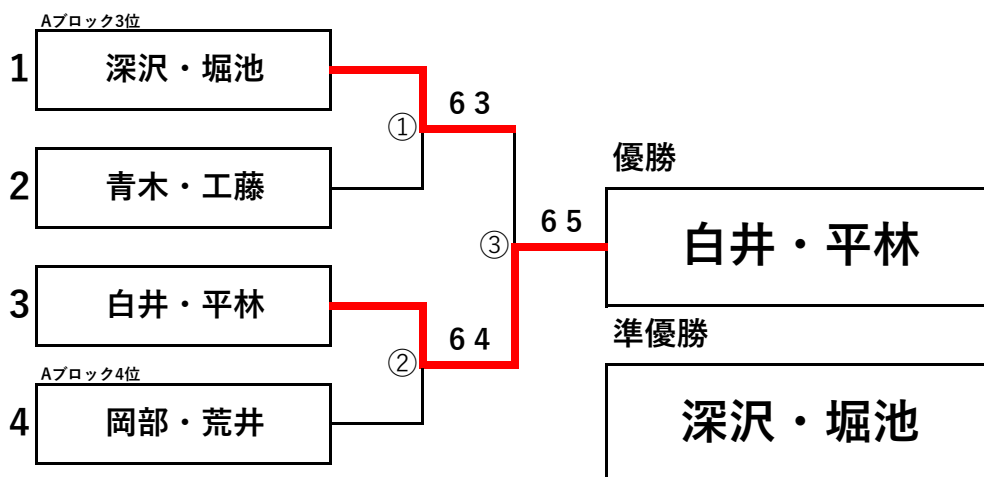 Aブロック3位
1 深沢・堀池
6 3
①
2 青木・工藤
優勝
6 5
③
白井・平林
3 白井・平林
準優勝
6 4
②
Aブロック4位
4 岡部・荒井
深沢・堀池